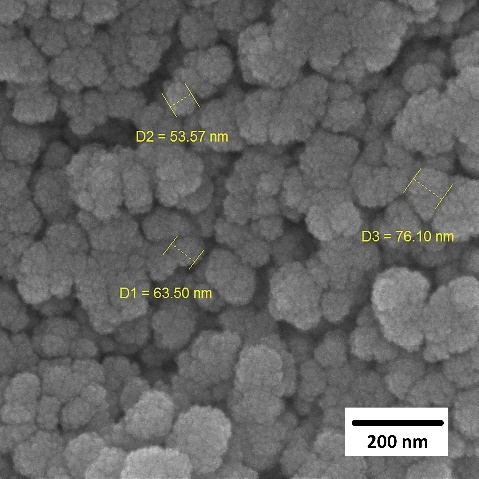 D2 = 53.57 nm
D3 = 76.10 nm
D1 = 63.50 nm
200 nm